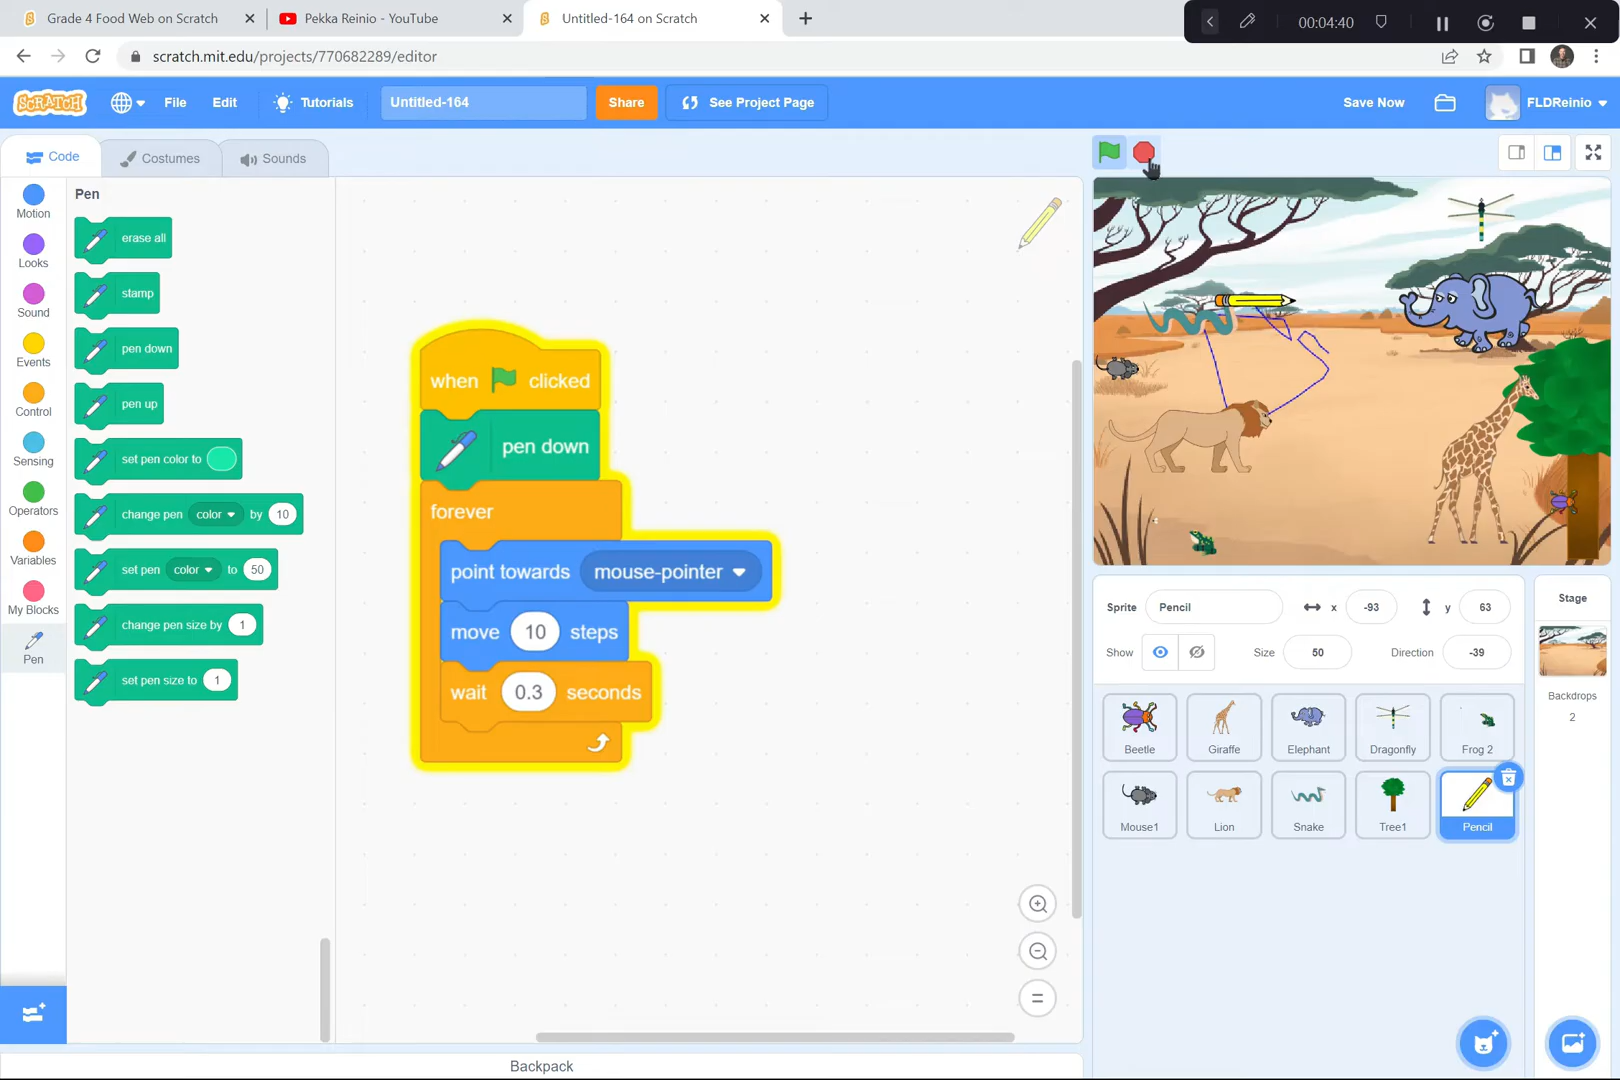 Grade 4 Food Web on Scratch
Pekka Reinio - YouTube
Untitled-164 on Scratch
00:04:40
scratch.mit.edu/projects/770682289/editor
SCRATCH
File
Edit
Tutorials
Untitled-164
Share
See Project Page
Save Now
FLDReinio
Code
Costumes
Sounds
Motion
Looks
Sound
Events
Control
Sensing
Operators
Variables
My Blocks
Pen
Pen
erase all
stamp
pen down
pen up
set pen color to
change pen color by 10
set pen color to 50
change pen size by 1
set pen size to 1
when clicked
pen down
forever
point towards mouse-pointer
move 10 steps
wait 0.3 seconds
Backpack
Sprite Pencil x -93 y 63
Show Size 50 Direction -39
Beetle
Giraffe
Elephant
Dragonfly
Frog 2
Mouse1
Lion
Snake
Tree1
Pencil
Stage
Backdrops
2